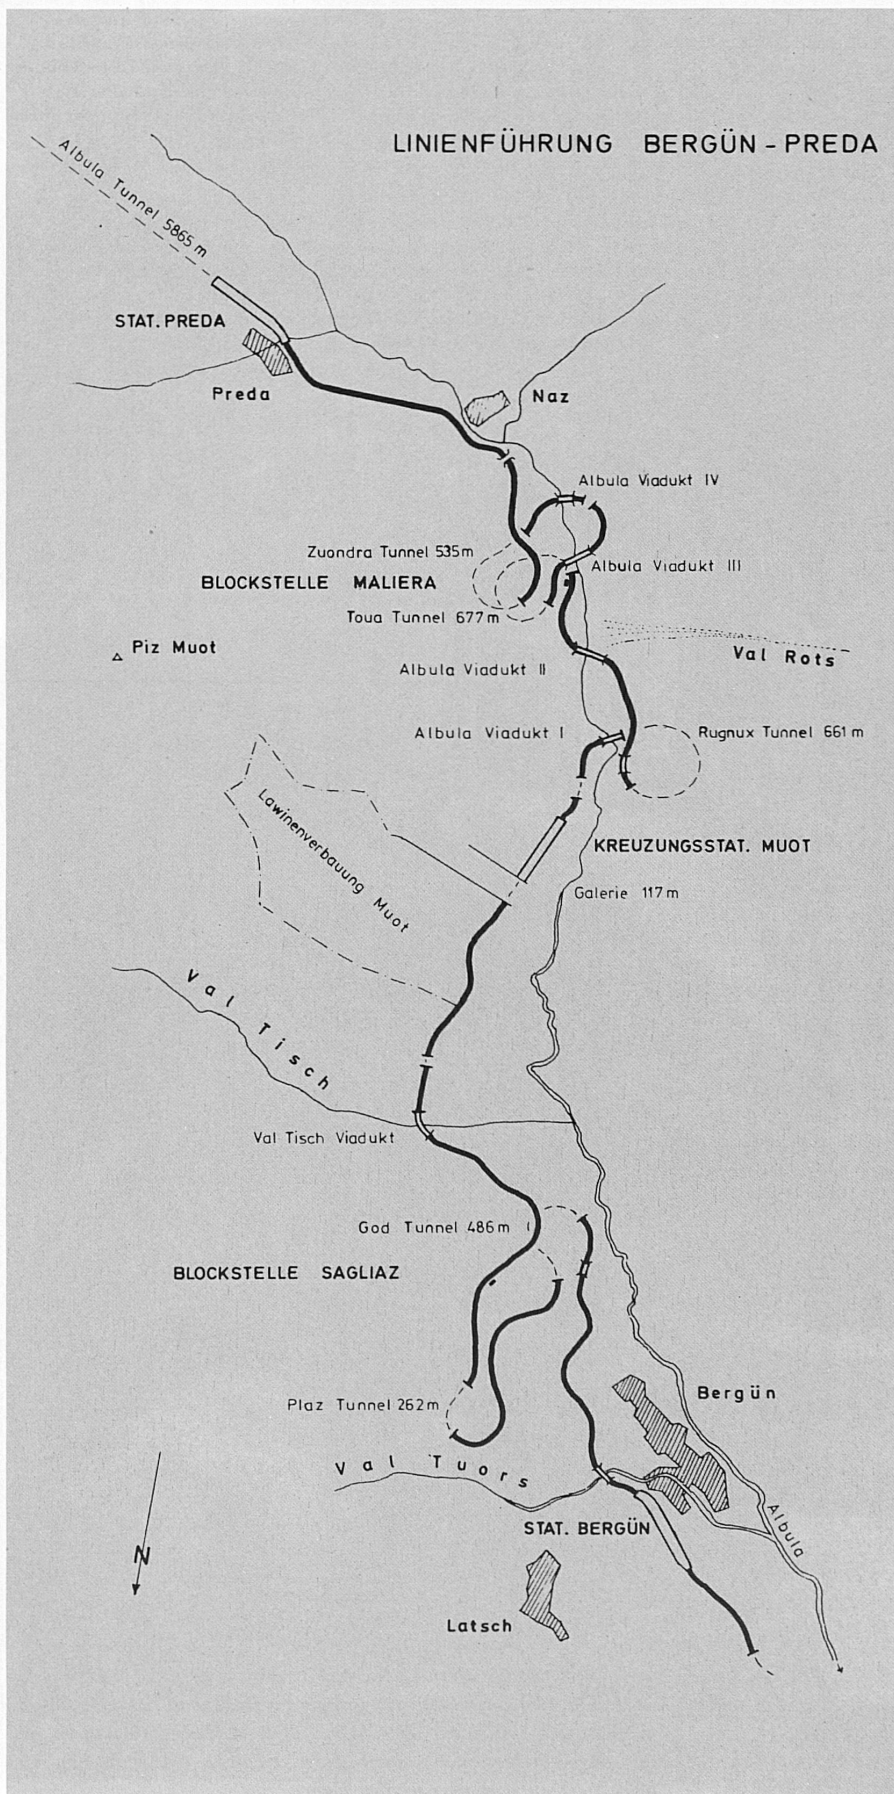 LINIENFÜHRUNG BERGÜN - PREDA
Albula Tunnel 5865 m
STAT. PREDA
Preda
Naz
Albula Viadukt IV
Zuondra Tunnel 535m
Albula Viadukt III
BLOCKSTELLE MALIERA
Toua Tunnel 677 m
Piz Muot
Val Rots
Albula Viadukt II
Albula Viadukt I
Rugnux Tunnel 661 m
Lawinenverbauung Muot
KREUZUNGSSTAT. MUOT
Galerie 117 m
Val Tisch
Val Tisch Viadukt
God Tunnel 486 m
BLOCKSTELLE SAGLIAZ
Bergün
Plaz Tunnel 262 m
Val Tuors
Albula
STAT. BERGÜN
N
Latsch